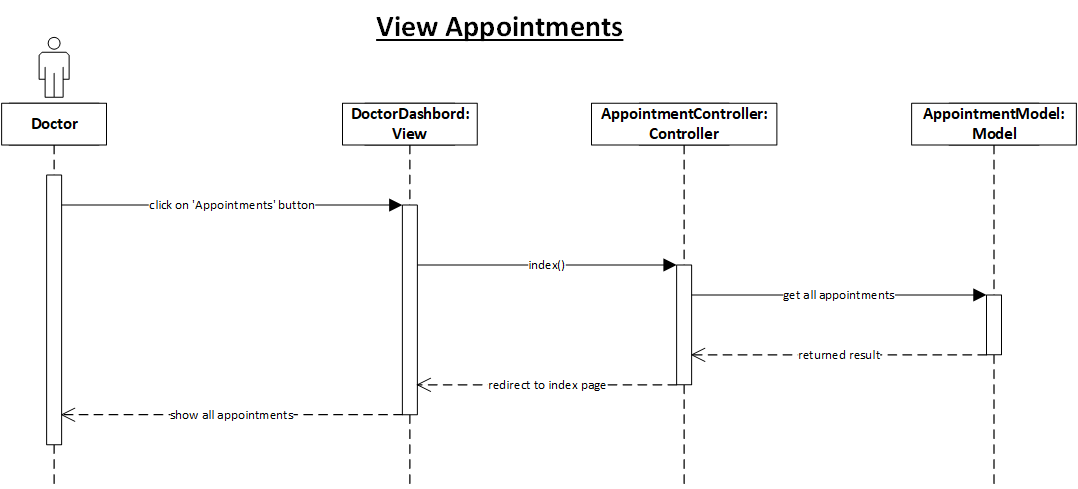 View Appointments
Doctor
DoctorDashbord:
View
AppointmentController:
Controller
AppointmentModel:
Model
click on 'Appointments' button
index()
get all appointments
returned result
redirect to index page
show all appointments